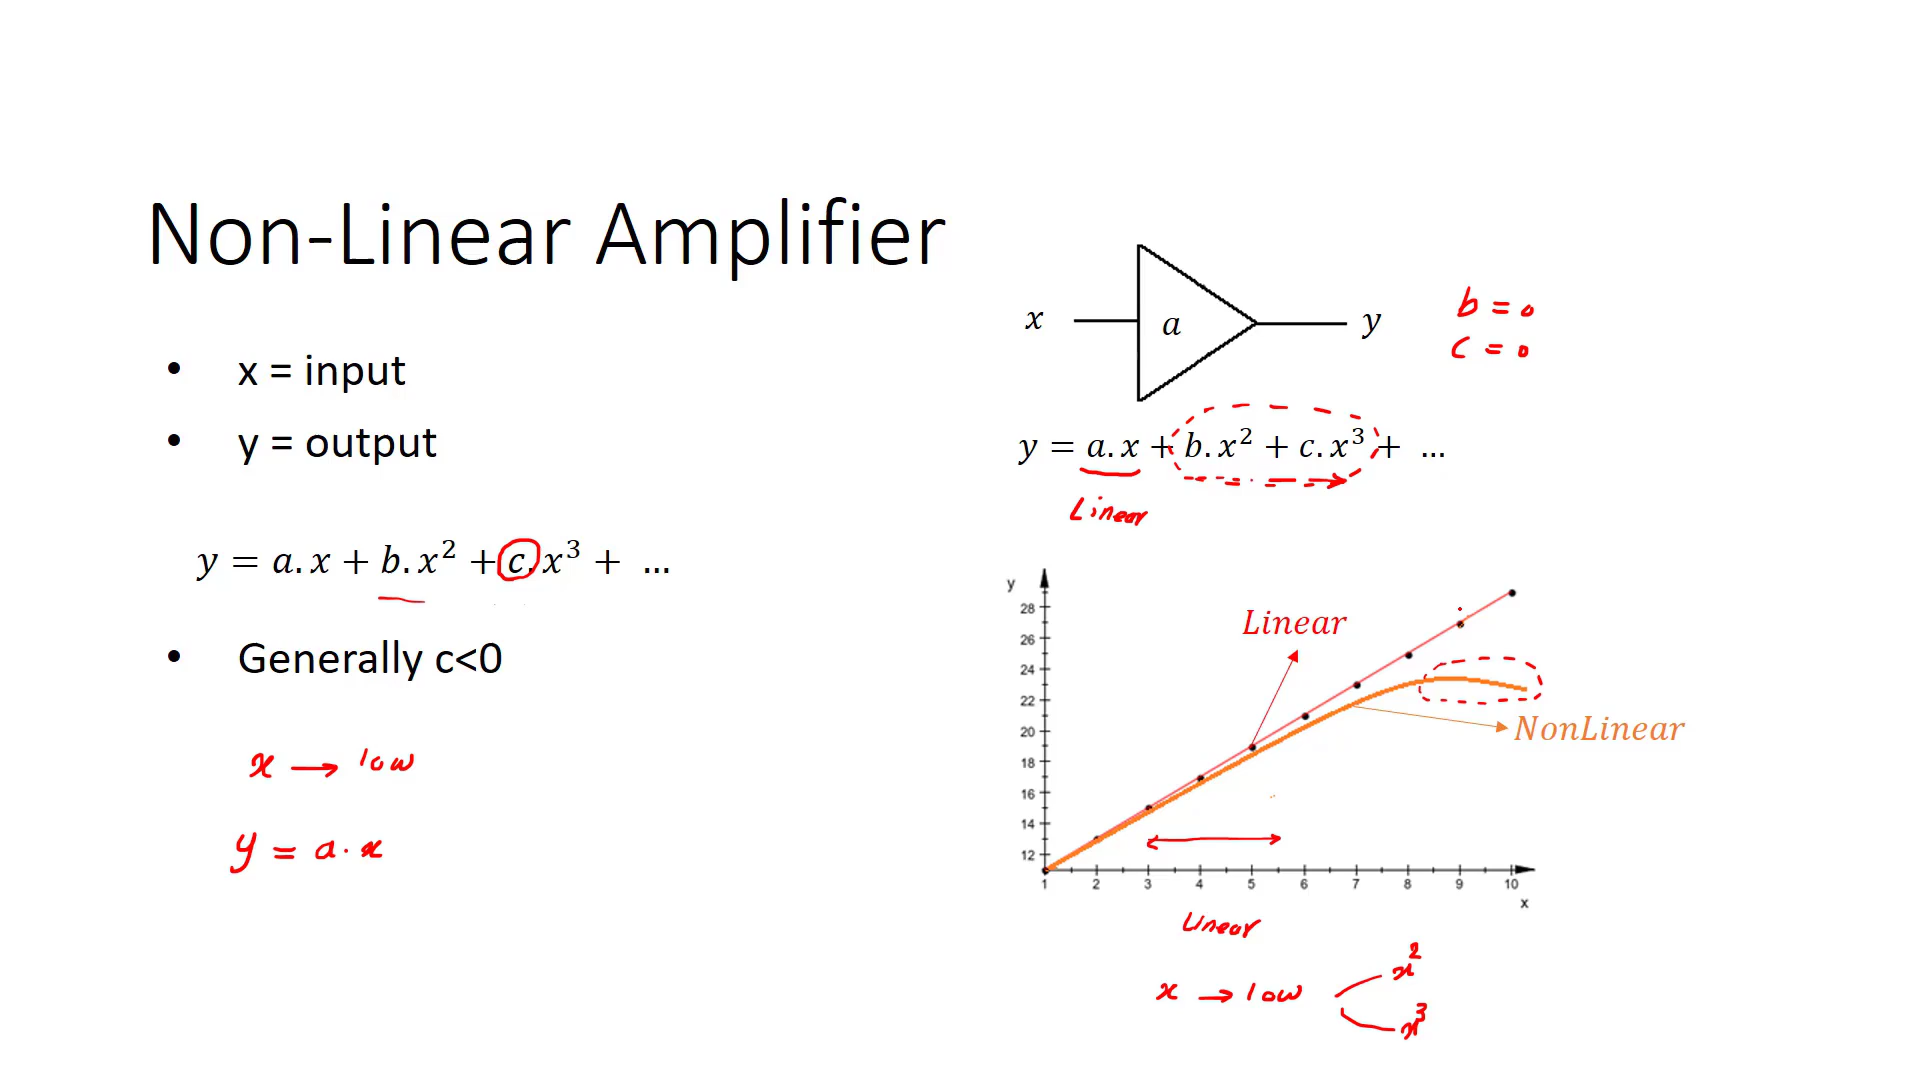 Non-Linear Amplifier
• x = input
• y = output
y = a.x + b.x² + c.x³ + ...
• Generally c<0
x → low
y = a.x
x a y
b = 0
c = 0
y = a.x + b.x² + c.x³ + ...
Linear
y
28
26
24
22
20
18
16
14
12
Linear
NonLinear
1 2 3 4 5 6 7 8 9 10
x
Linear
x → low
x²
x³